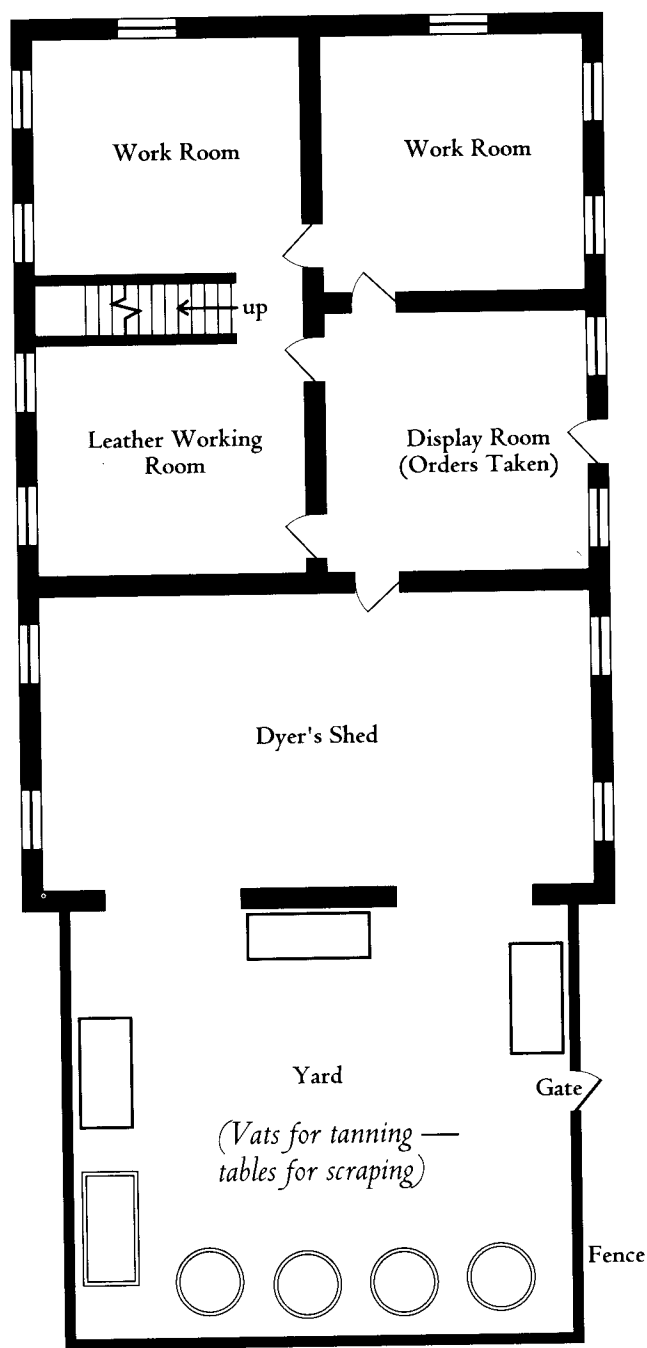 Work Room
Work Room
up
Leather Working
Room
Display Room
(Orders Taken)
Dyer's Shed
Yard
Gate
(Vats for tanning —
tables for scraping)
Fence